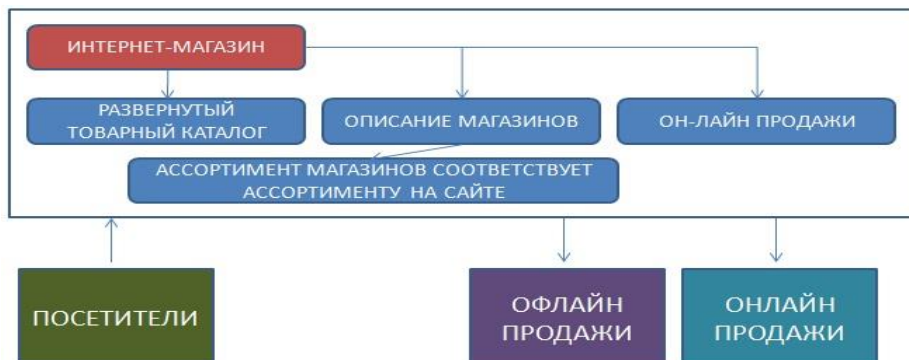 ИНТЕРНЕТ-МАГАЗИН
РАЗВЕРНУТЫЙ
ТОВАРНЫЙ КАТАЛОГ
ОПИСАНИЕ МАГАЗИНОВ
ОН-ЛАЙН ПРОДАЖИ
АССОРТИМЕНТ МАГАЗИНОВ СООТВЕТСТВУЕТ
АССОРТИМЕНТУ НА САЙТЕ
ПОСЕТИТЕЛИ
ОФЛАЙН
ПРОДАЖИ
ОНЛАЙН
ПРОДАЖИ